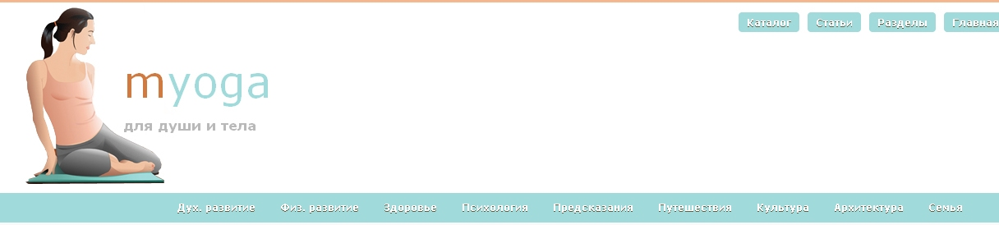 Каталог Статьи Разделы Главная
myoga
для души и тела
Дух. развитие Физ. развитие Здоровье Психология Предсказания Путешествия Культура Архитектура Семья